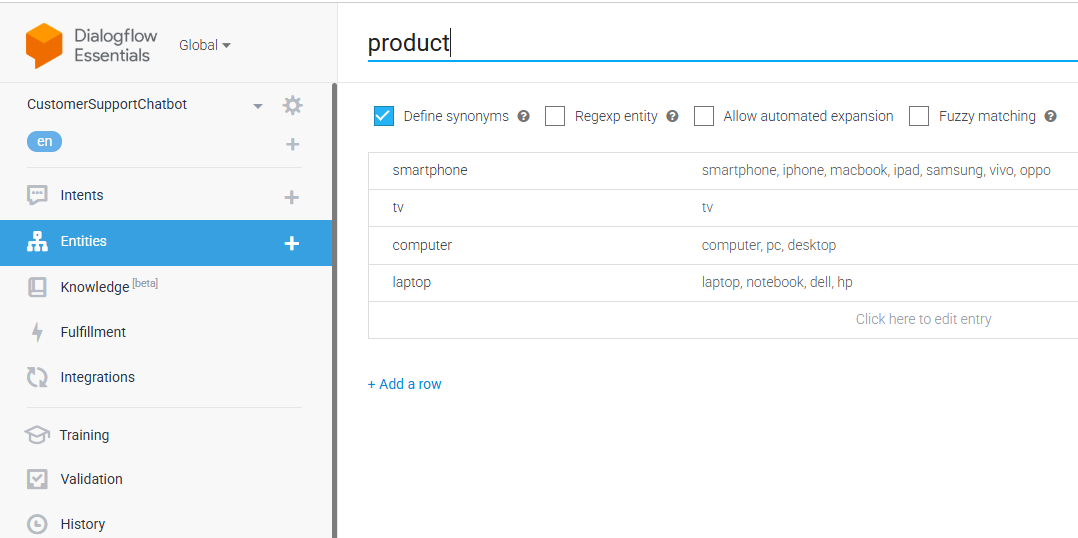 Dialogflow
Essentials
Global
product
CustomerSupportChatbot
en
Define synonyms
Regexp entity
Allow automated expansion
Fuzzy matching
Intents
Entities
Knowledge [beta]
Fulfillment
Integrations
Training
Validation
History
smartphone smartphone, iphone, macbook, ipad, samsung, vivo, oppo
tv tv
computer computer, pc, desktop
laptop laptop, notebook, dell, hp
Click here to edit entry
+ Add a row